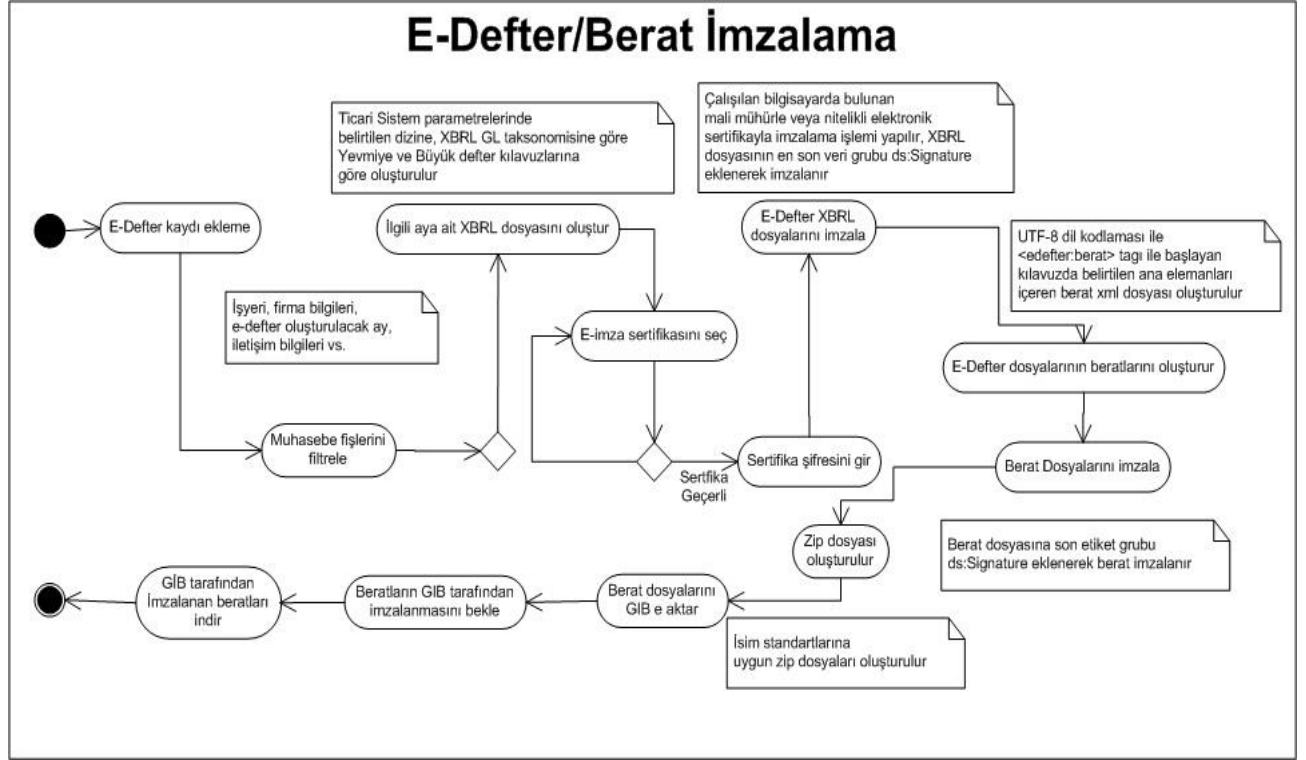 E-Defter/Berat İmzalama
Ticari Sistem parametrelerinde
belirtilen dizine, XBRL GL taksonomisine göre
Yevmiye ve Büyük defter kılavuzlarına
göre oluşturulur
Çalışılan bilgisayarda bulunan
mali mühürle veya nitelikli elektronik
sertifikayla imzalama işlemi yapılır, XBRL
dosyasının en son veri grubu ds:Signature
eklenerek imzalanır
E-Defter kaydı ekleme
İlgili aya ait XBRL dosyasını oluştur
E-Defter XBRL
dosyalarını imzala
UTF-8 dil kodlaması ile
<edefter:berat> tagı ile başlayan
kılavuzda belirtilen ana elemanları
içeren berat xml dosyası oluşturulur
İşyeri, firma bilgileri,
e-defter oluşturulacak ay,
iletişim bilgileri vs.
E-imza sertifikasını seç
E-Defter dosyalarının beratlarını oluşturur
Muhasebe fişlerini
filtrele
Sertfika
Geçerli
Sertifika şifresini gir
Berat Dosyalarını imzala
Zip dosyası
oluşturulur
Berat dosyasına son etiket grubu
ds:Signature eklenerek berat imzalanır
GİB tarafından
İmzalanan beratları
indir
Beratların GIB tarafından
imzalanmasını bekle
Berat dosyalarını
GIB e aktar
İsim standartlarına
uygun zip dosyaları oluşturulur